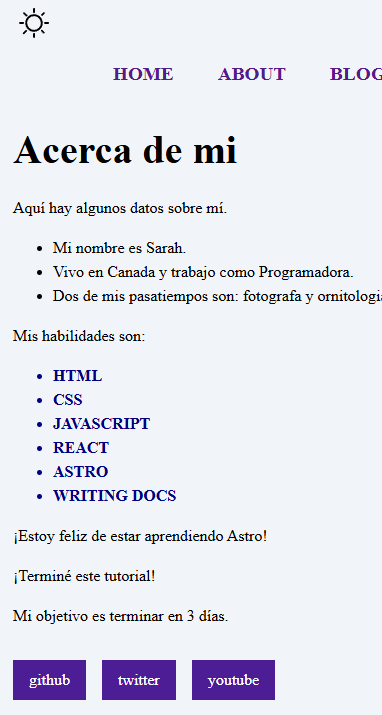 HOME ABOUT BLOG
Acerca de mi
Aquí hay algunos datos sobre mí.
Mi nombre es Sarah.
Vivo en Canada y trabajo como Programadora.
Dos de mis pasatiempos son: fotografa y ornitologia
Mis habilidades son:
HTML
CSS
JAVASCRIPT
REACT
ASTRO
WRITING DOCS
¡Estoy feliz de estar aprendiendo Astro!
¡Terminé este tutorial!
Mi objetivo es terminar en 3 días.
github twitter youtube